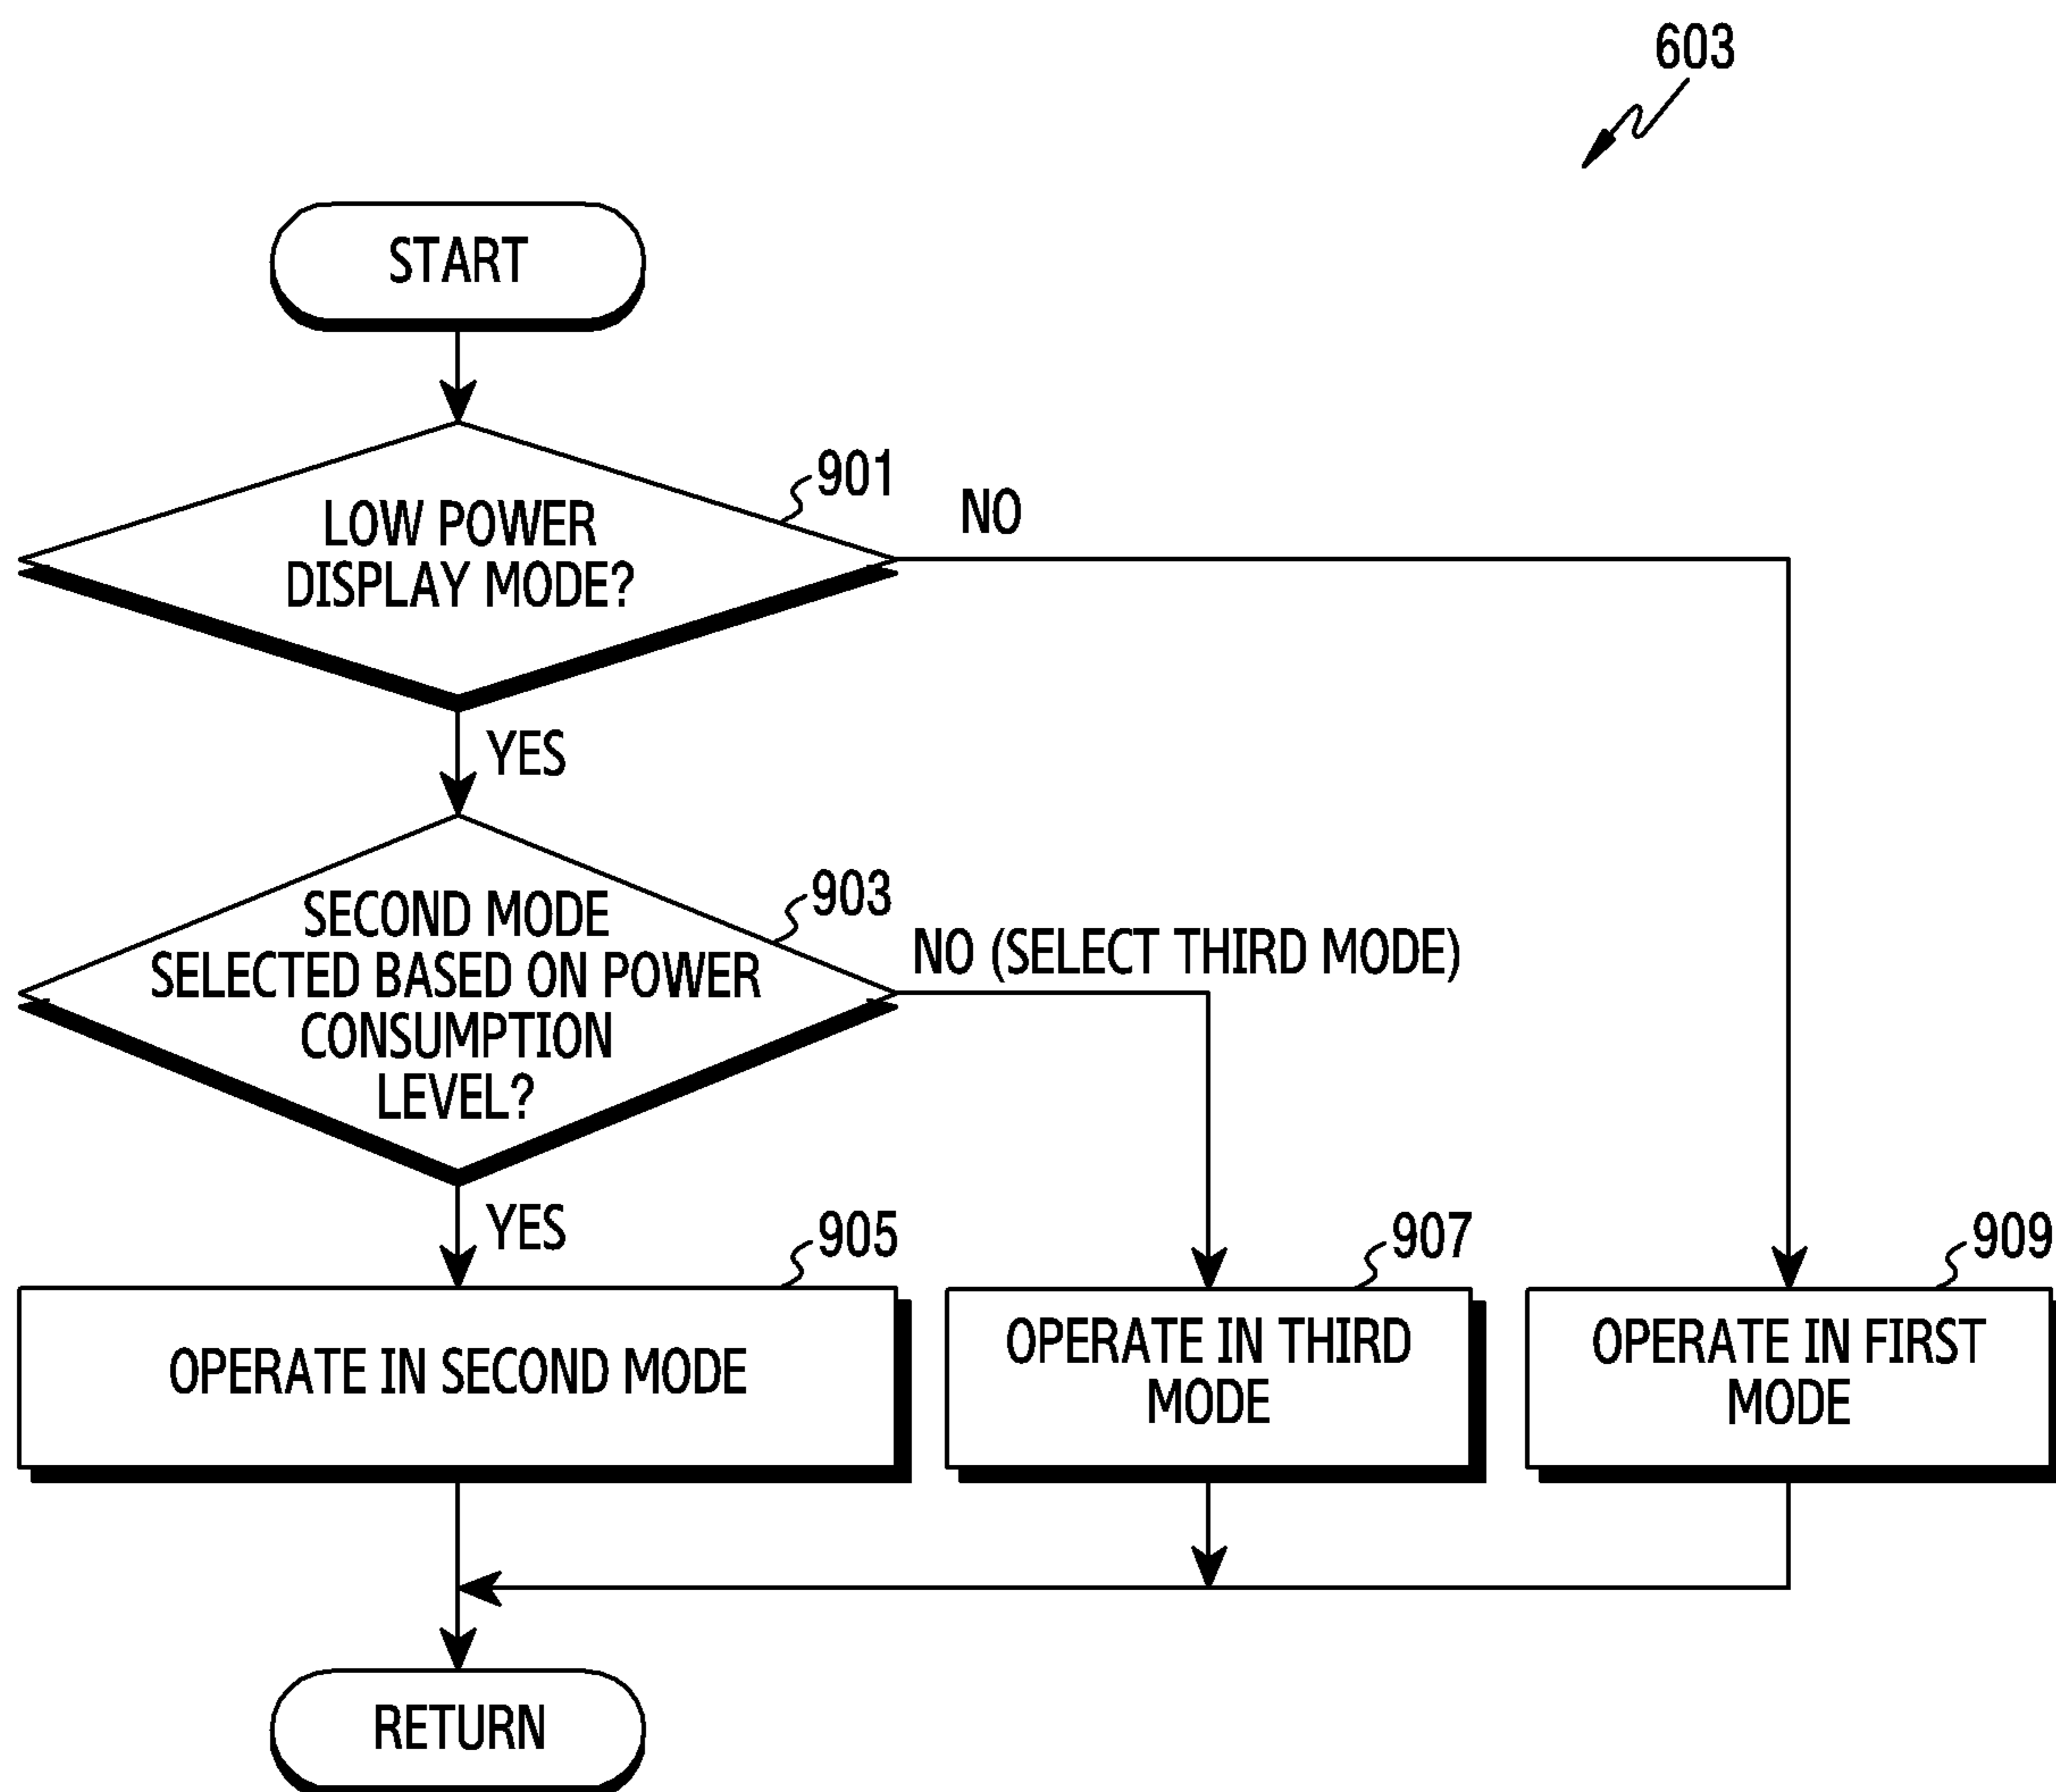 603
START
901
NO
LOW POWER
DISPLAY MODE?
YES
903
SECOND MODE
SELECTED BASED ON POWER
CONSUMPTION
LEVEL?
NO (SELECT THIRD MODE)
YES
905
907
909
OPERATE IN SECOND MODE
OPERATE IN THIRD
MODE
OPERATE IN FIRST
MODE
RETURN